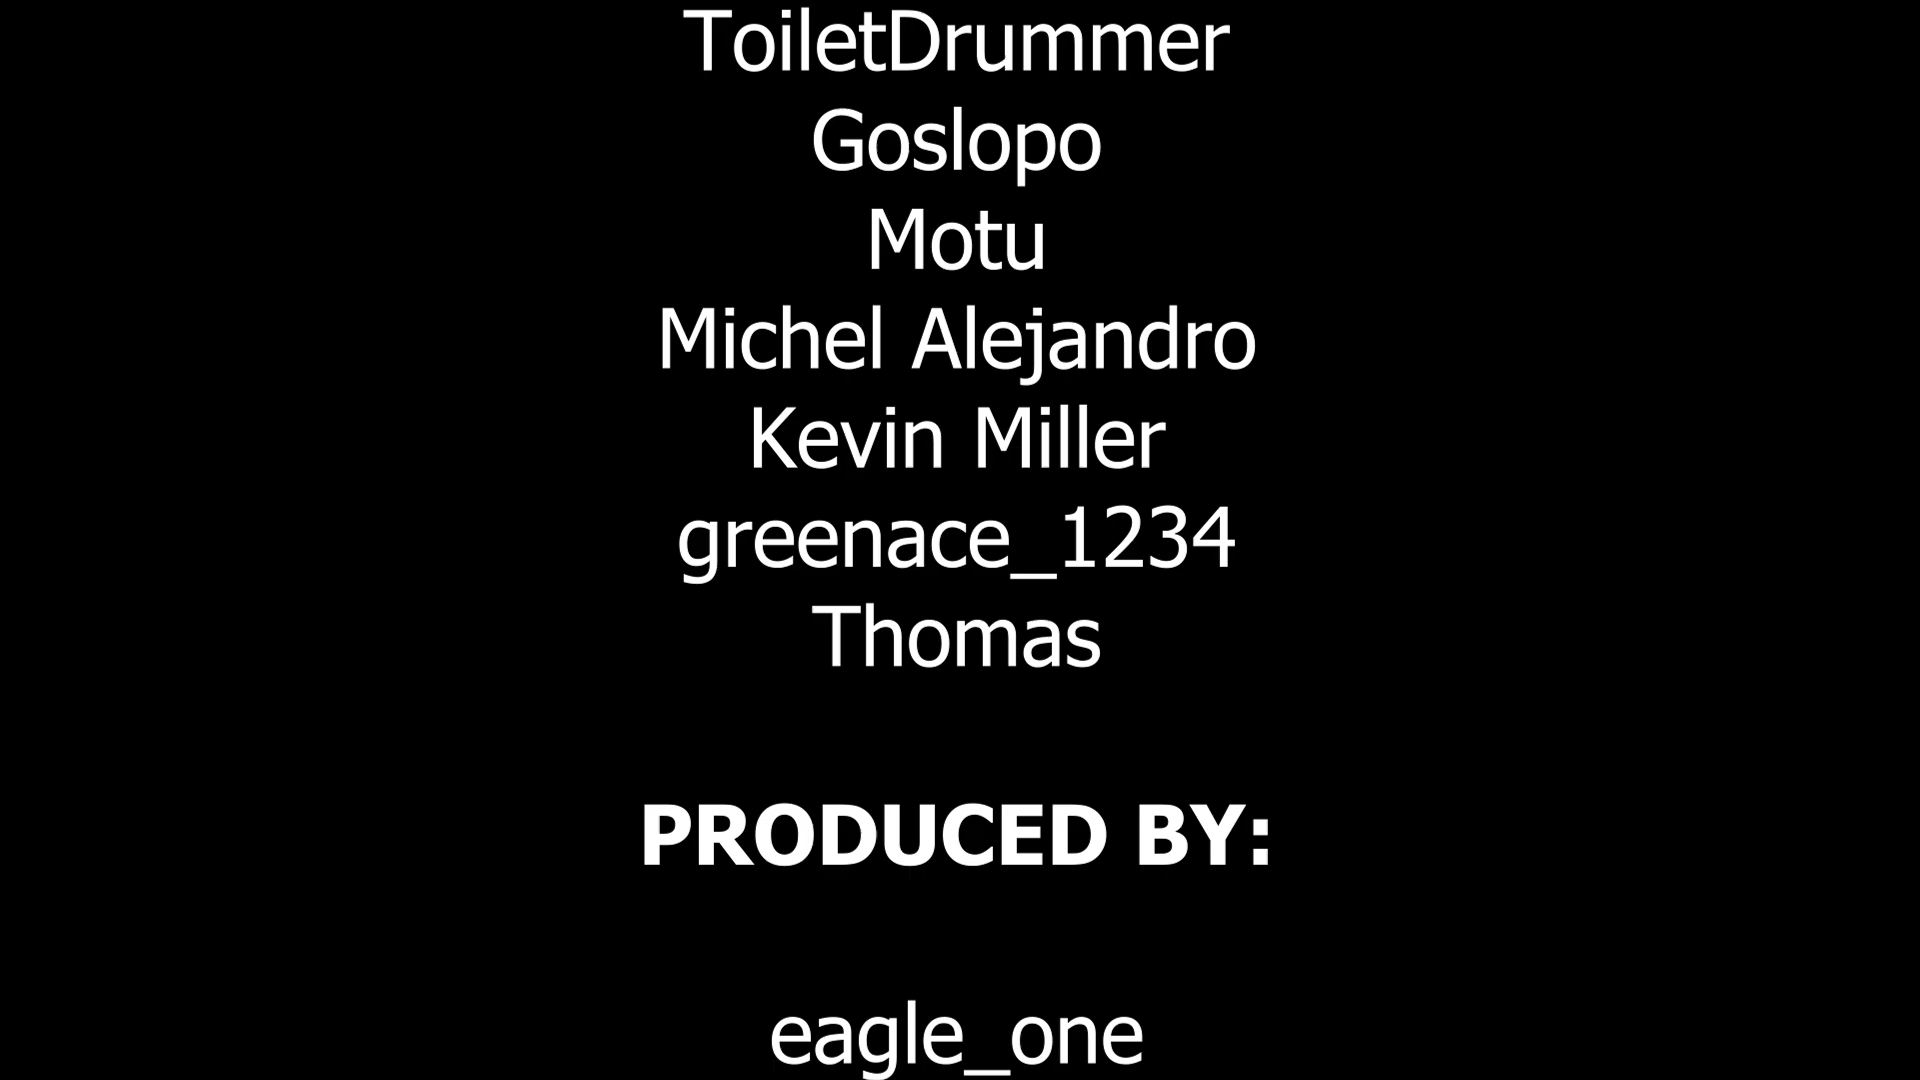 ToiletDrummer
Goslopo
Motu
Michel Alejandro
Kevin Miller
greenace_1234
Thomas
PRODUCED BY:
eagle_one